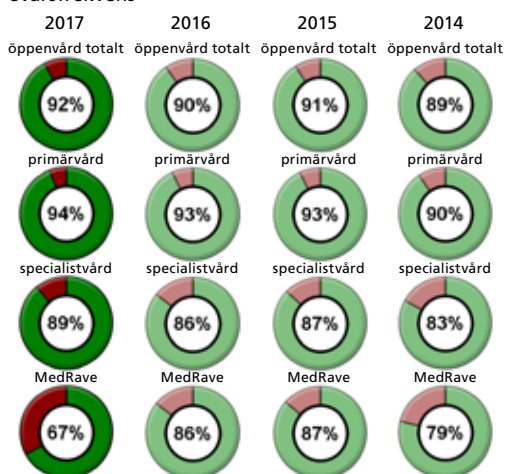 2017 2016 2015 2014
öppenvård totalt öppenvård totalt öppenvård totalt öppenvård totalt
92% 90% 91% 89%
primärvård primärvård primärvård primärvård
94% 93% 93% 90%
specialistvård specialistvård specialistvård specialistvård
89% 86% 87% 83%
MedRave MedRave MedRave MedRave
67% 86% 87% 79%